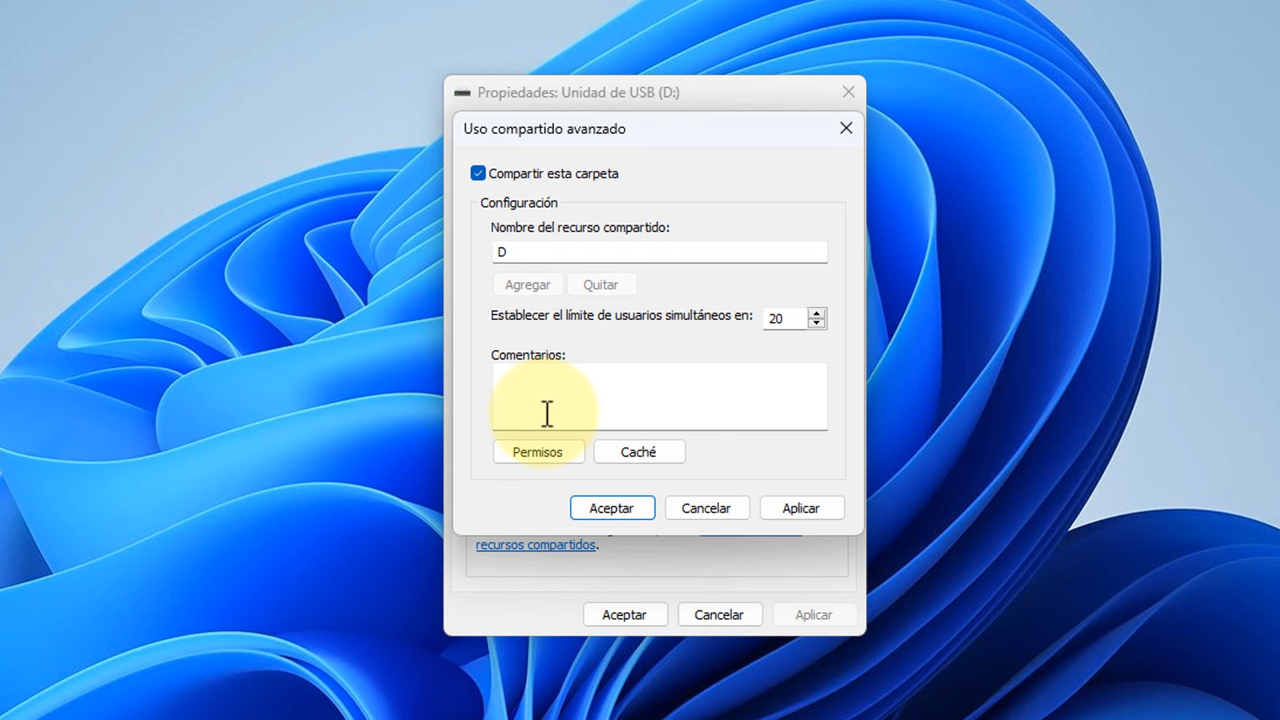 Propiedades: Unidad de USB (D:)
Uso compartido avanzado
Compartir esta carpeta
Configuración
Nombre del recurso compartido:
D
Agregar Quitar
Establecer el límite de usuarios simultáneos en: 20
Comentarios:
Permisos Caché
Aceptar Cancelar Aplicar
recursos compartidos.
Aceptar Cancelar Aplicar